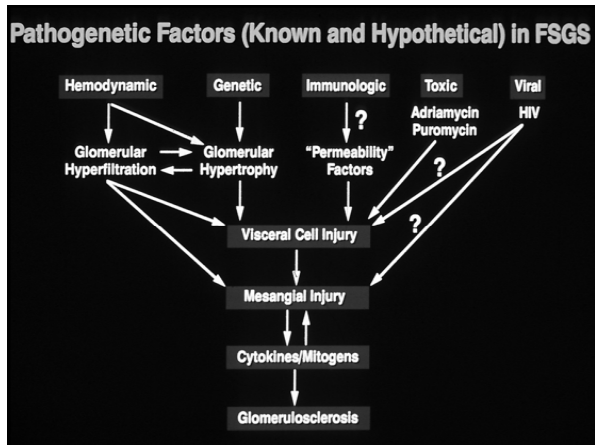 Pathogenetic Factors (Known and Hypothetical) in FSGS
Hemodynamic
Genetic
Immunologic
Toxic
Viral
?
Adriamycin
Puromycin
HIV
Glomerular
Hyperfiltration
Glomerular
Hypertrophy
"Permeability"
Factors
?
?
Visceral Cell Injury
Mesangial Injury
Cytokines/Mitogens
Glomerulosclerosis